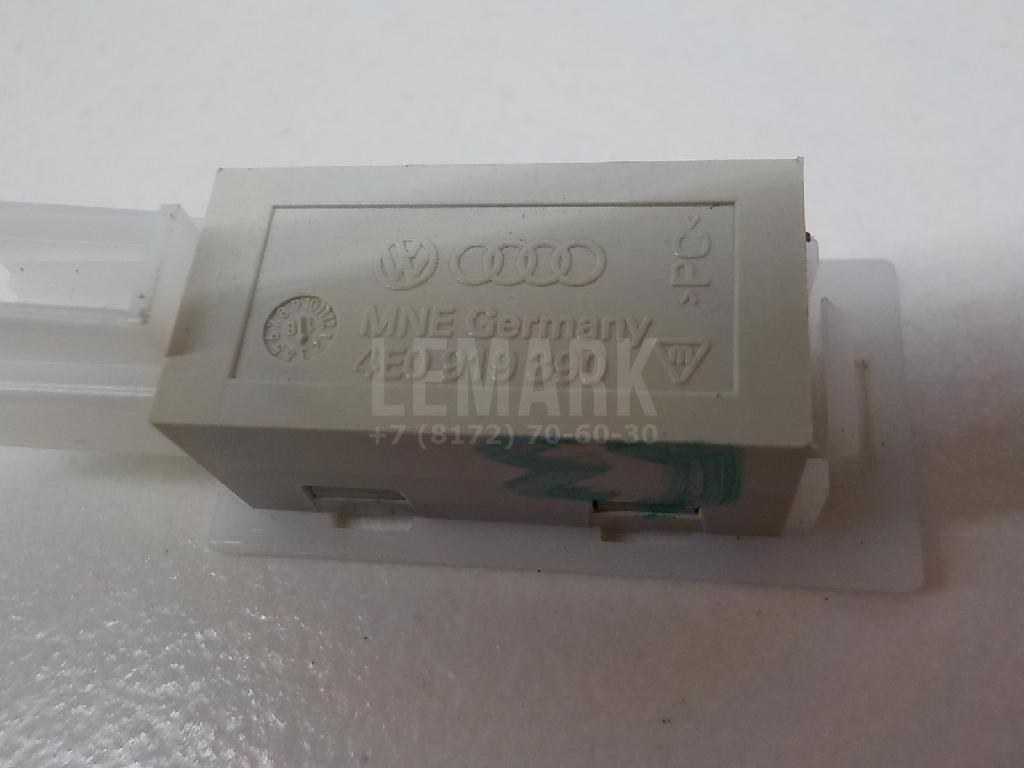 >PC<
MNE Germany
4E0 919 390
LEMARK
+7 (8172) 70-60-30